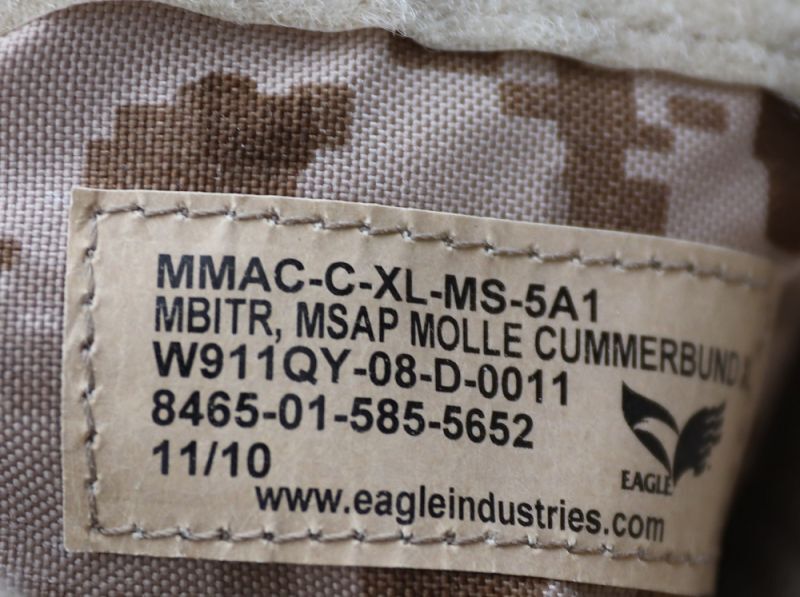 MMAC-C-XL-MS-5A1
MBITR, MSAP MOLLE CUMMERBUND
W911QY-08-D-0011
8465-01-585-5652
11/10
EAGLE
www.eagleindustries.com